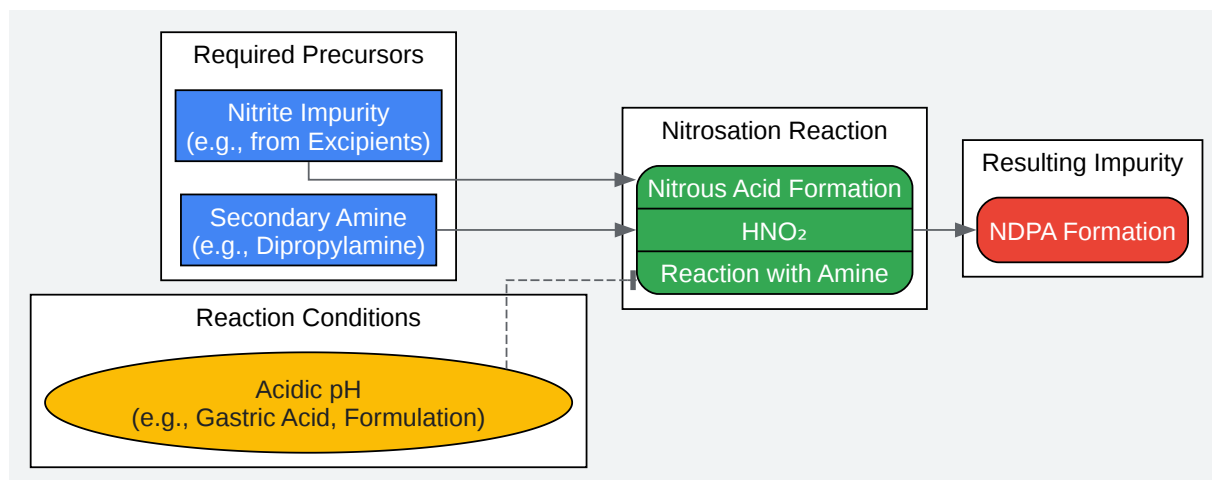 Required Precursors
Nitrite Impurity
(e.g., from Excipients)
Secondary Amine
(e.g., Dipropylamine)
Reaction Conditions
Acidic pH
(e.g., Gastric Acid, Formulation)
Nitrosation Reaction
Nitrous Acid Formation
HNO₂
Reaction with Amine
Resulting Impurity
NDPA Formation